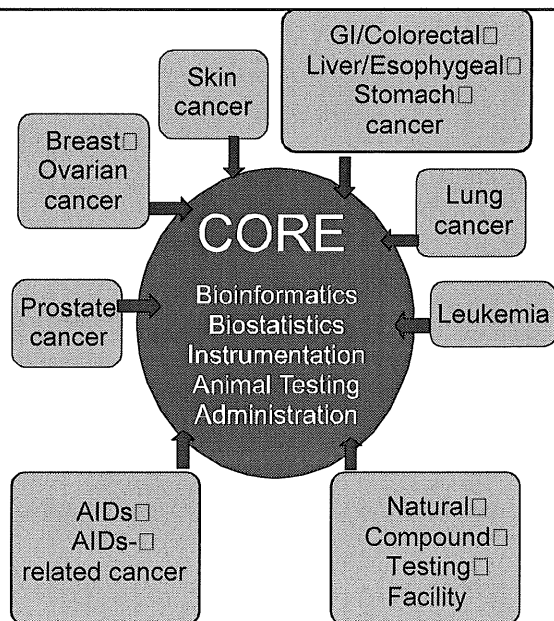 Skin
cancer
GI/Colorectal□
Liver/Esophygeal□
Stomach□
cancer
Breast□
Ovarian
cancer
Lung
cancer
CORE
Bioinformatics
Biostatistics
Instrumentation
Animal Testing
Administration
Prostate
cancer
Leukemia
AIDs□
AIDs-□
related cancer
Natural□
Compound□
Testing□
Facility